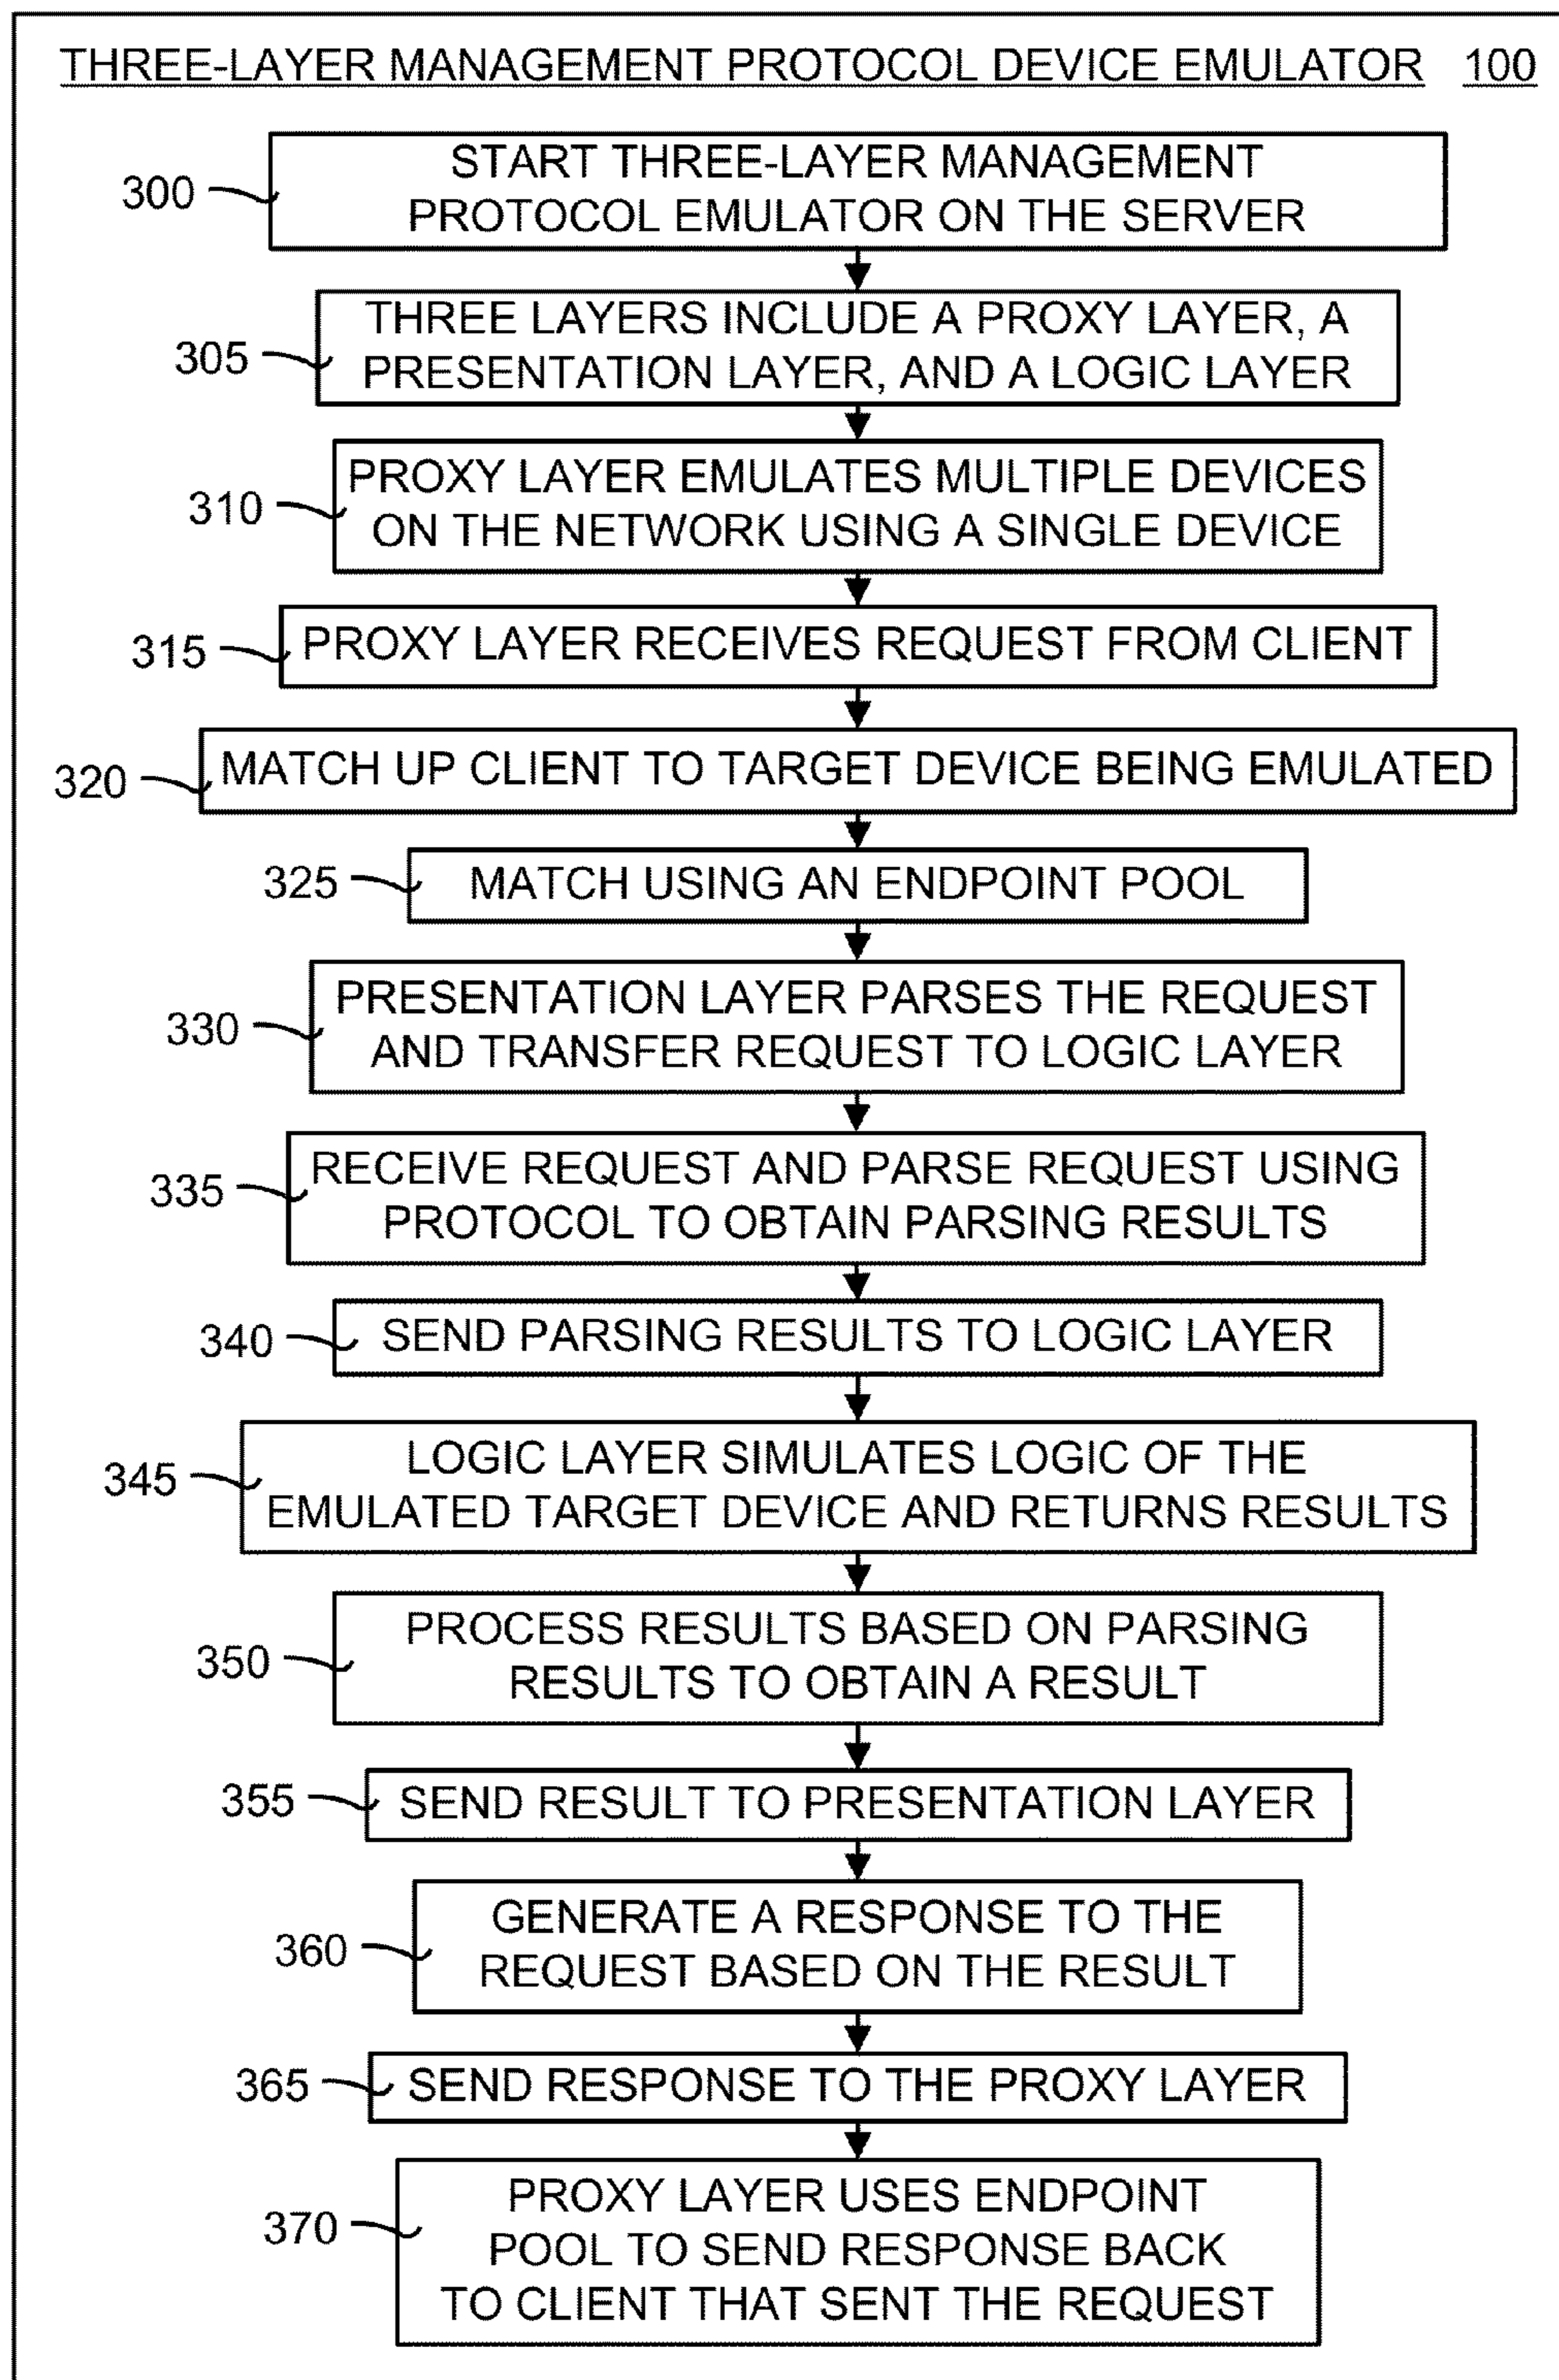 THREE-LAYER MANAGEMENT PROTOCOL DEVICE EMULATOR 100
300
START THREE-LAYER MANAGEMENT
PROTOCOL EMULATOR ON THE SERVER
305
THREE LAYERS INCLUDE A PROXY LAYER, A
PRESENTATION LAYER, AND A LOGIC LAYER
310
PROXY LAYER EMULATES MULTIPLE DEVICES
ON THE NETWORK USING A SINGLE DEVICE
315
PROXY LAYER RECEIVES REQUEST FROM CLIENT
320
MATCH UP CLIENT TO TARGET DEVICE BEING EMULATED
325
MATCH USING AN ENDPOINT POOL
330
PRESENTATION LAYER PARSES THE REQUEST
AND TRANSFER REQUEST TO LOGIC LAYER
335
RECEIVE REQUEST AND PARSE REQUEST USING
PROTOCOL TO OBTAIN PARSING RESULTS
340
SEND PARSING RESULTS TO LOGIC LAYER
345
LOGIC LAYER SIMULATES LOGIC OF THE
EMULATED TARGET DEVICE AND RETURNS RESULTS
350
PROCESS RESULTS BASED ON PARSING
RESULTS TO OBTAIN A RESULT
355
SEND RESULT TO PRESENTATION LAYER
360
GENERATE A RESPONSE TO THE
REQUEST BASED ON THE RESULT
365
SEND RESPONSE TO THE PROXY LAYER
370
PROXY LAYER USES ENDPOINT
POOL TO SEND RESPONSE BACK
TO CLIENT THAT SENT THE REQUEST